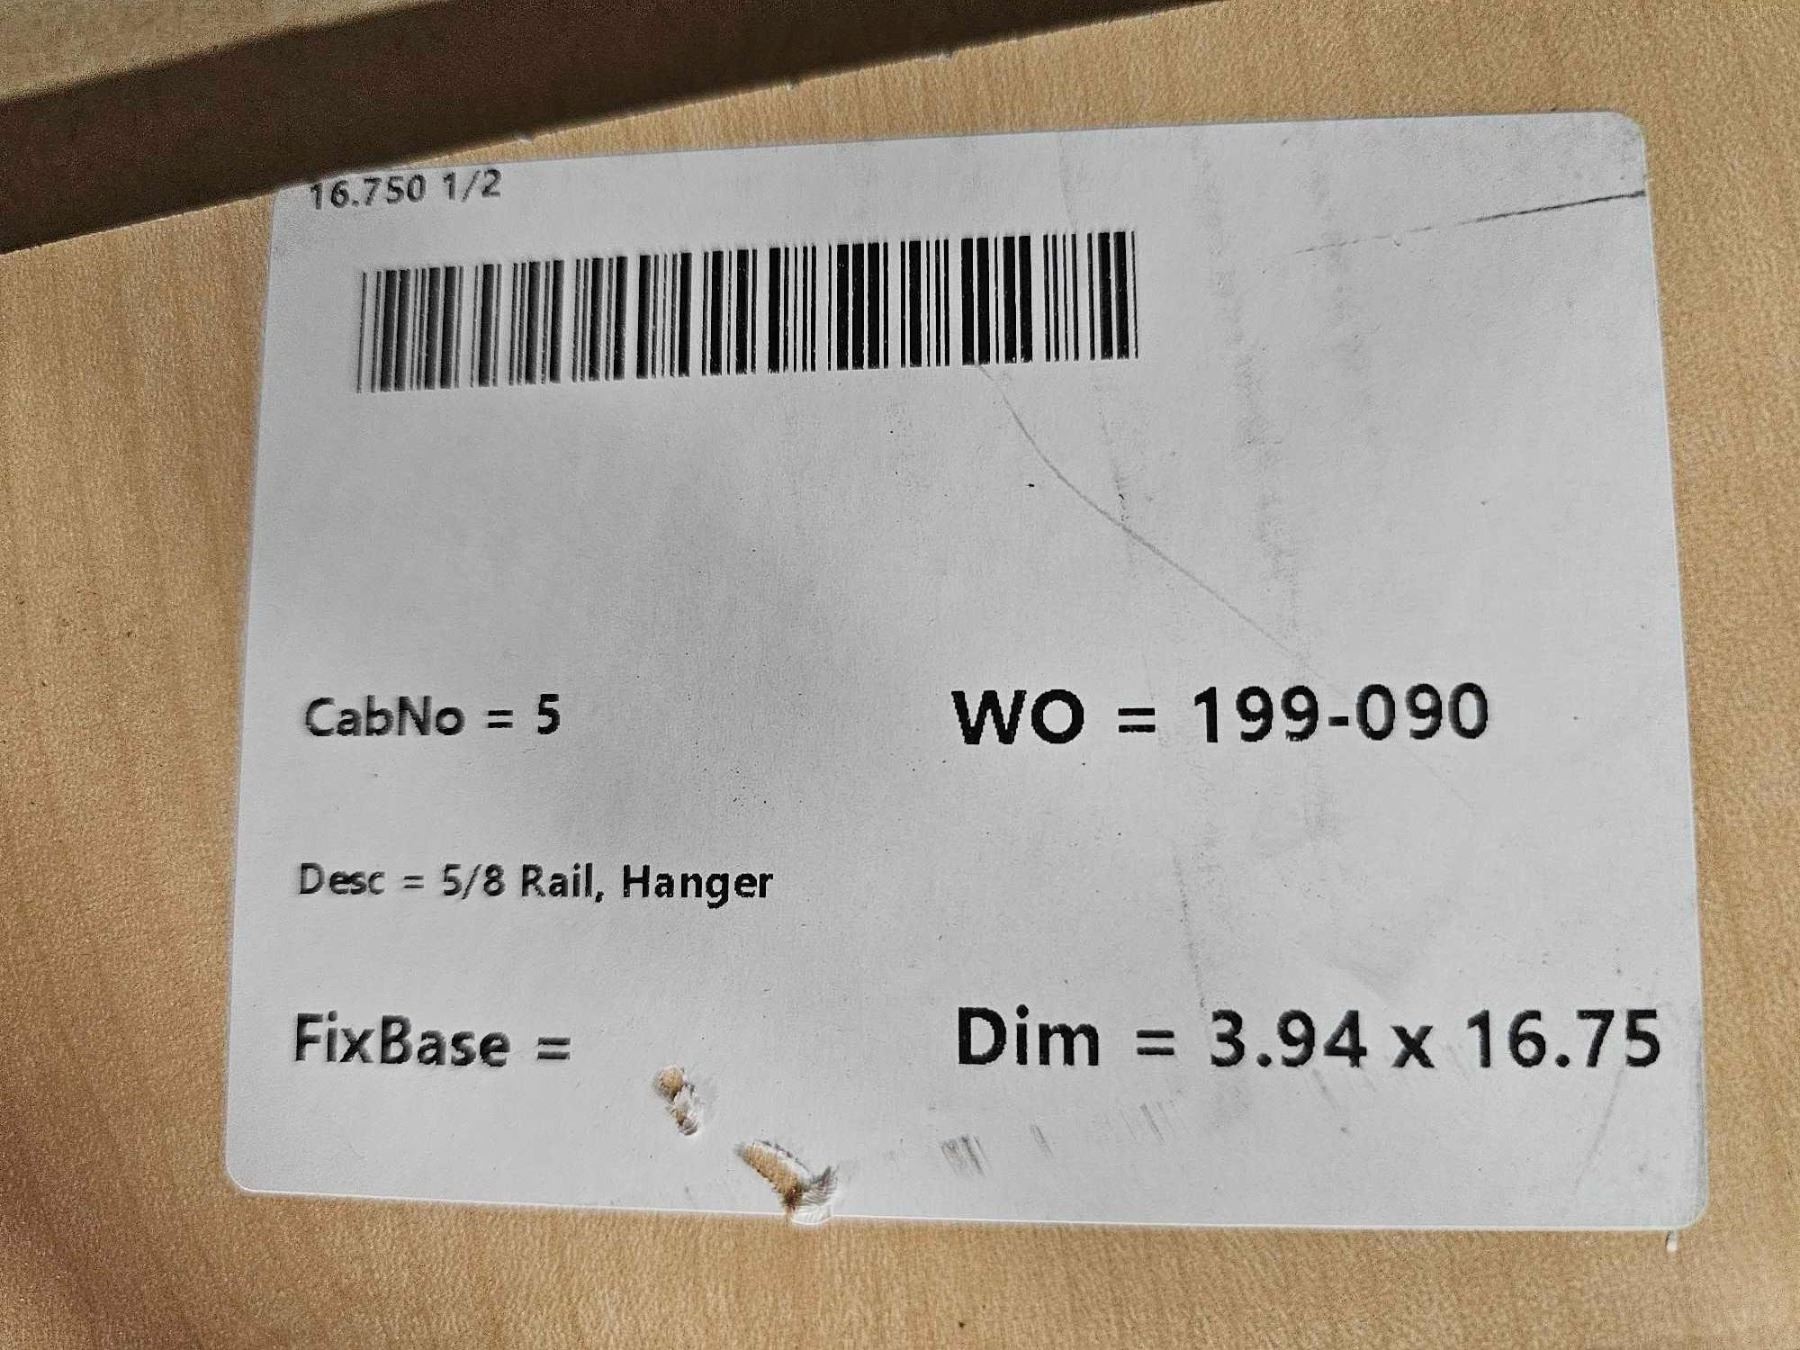 16.750 1/2
CabNo = 5
WO = 199-090
Desc = 5/8 Rail, Hanger
FixBase =
Dim = 3.94 x 16.75